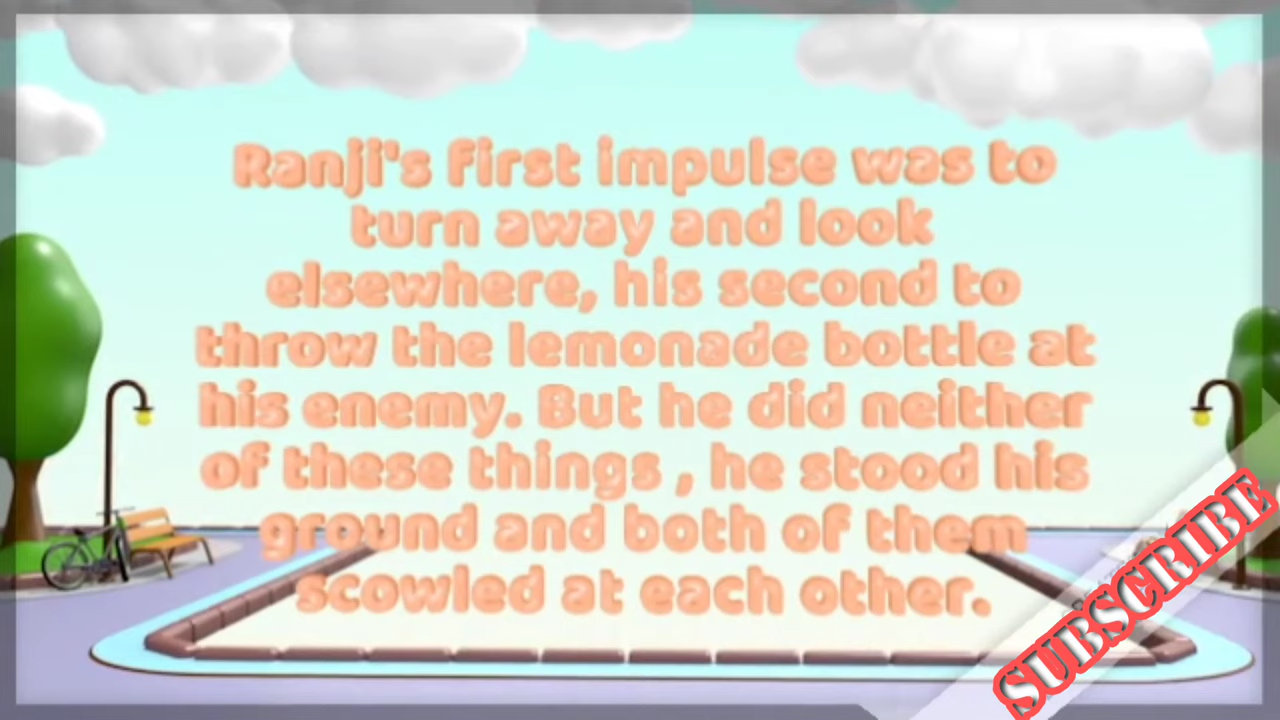 Ranji's first impulse was to
turn away and look
elsewhere, his second to
throw the lemonade bottle at
his enemy. But he did neither
of these things , he stood his
ground and both of them
scowled at each other.
SUBSCRIBE